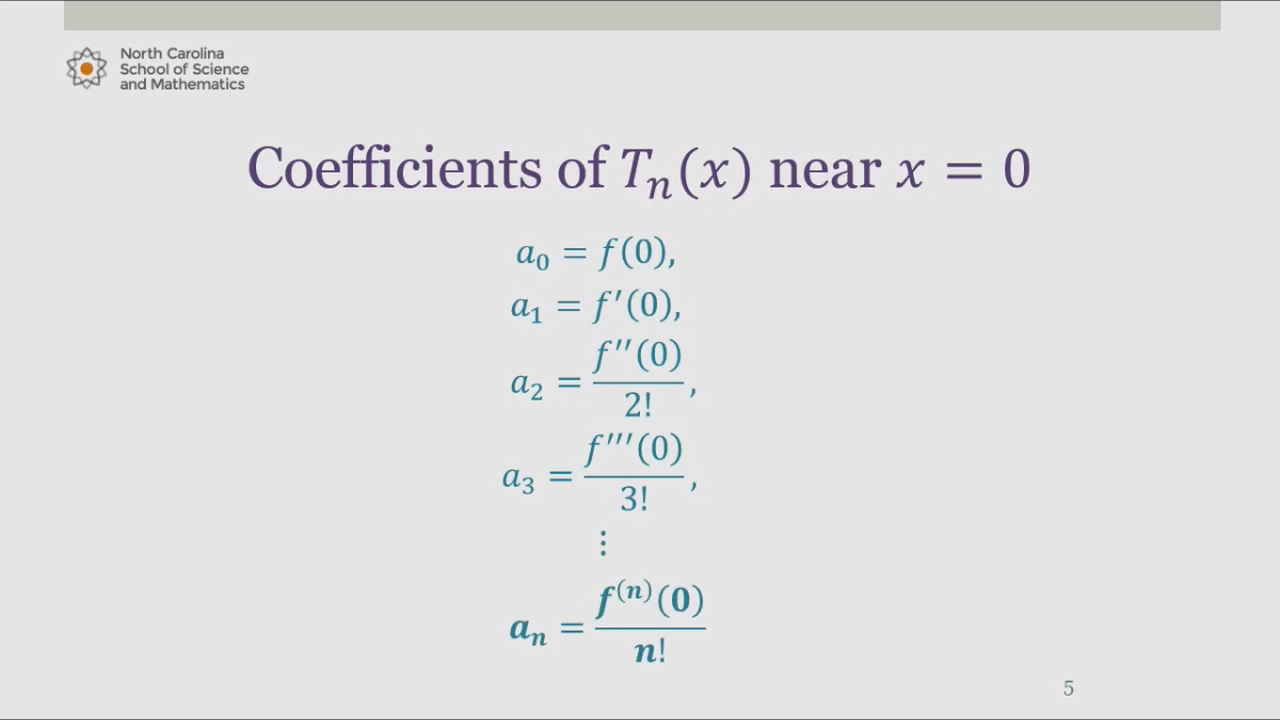 North Carolina
School of Science
and Mathematics
Coefficients of Tₙ(x) near x = 0
a₀ = f(0),
a₁ = f′(0),
a₂ = f′′(0)/2!,
a₃ = f′′′(0)/3!,
⋮
aₙ = f⁽ⁿ⁾(0)/n!
5